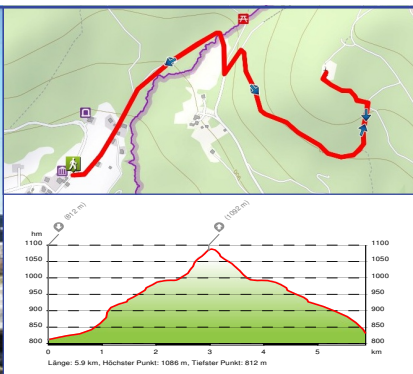 (812 m)
(1092 m)
hm
1100 1100
1050 1050
1000 1000
950 950
900 900
850 850
800 800
0 1 2 3 4 5 km
Länge: 5.9 km, Höchster Punkt: 1086 m, Tiefster Punkt: 812 m